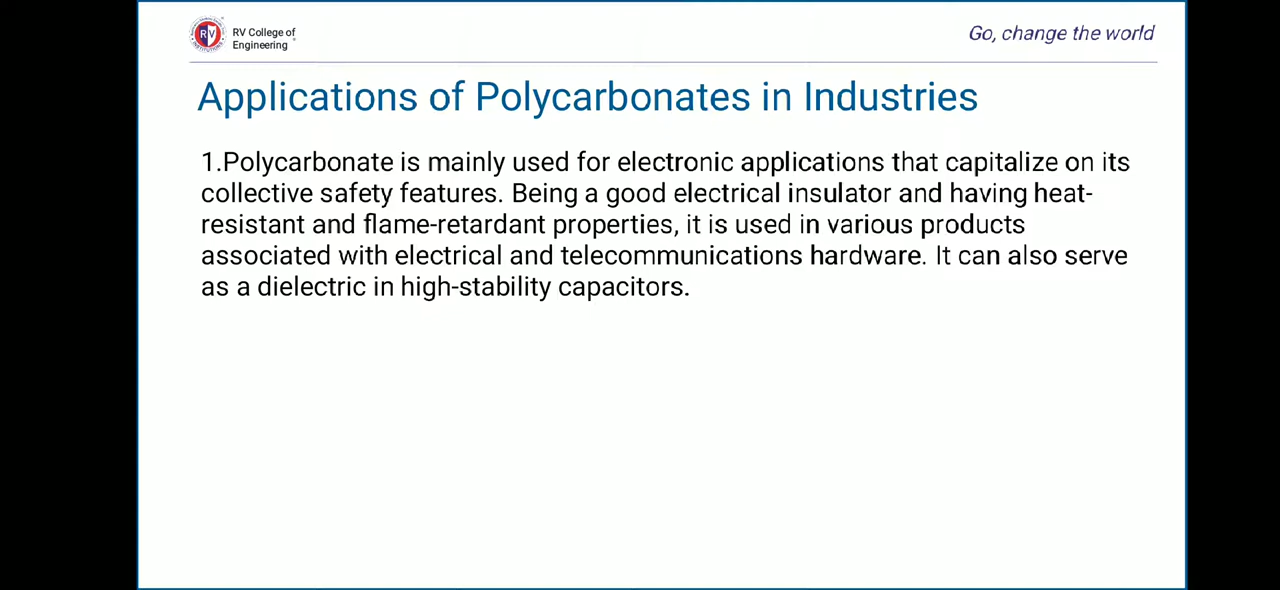 RV College of
Engineering
Go, change the world
Applications of Polycarbonates in Industries
1.Polycarbonate is mainly used for electronic applications that capitalize on its
collective safety features. Being a good electrical insulator and having heat-
resistant and flame-retardant properties, it is used in various products
associated with electrical and telecommunications hardware. It can also serve
as a dielectric in high-stability capacitors.